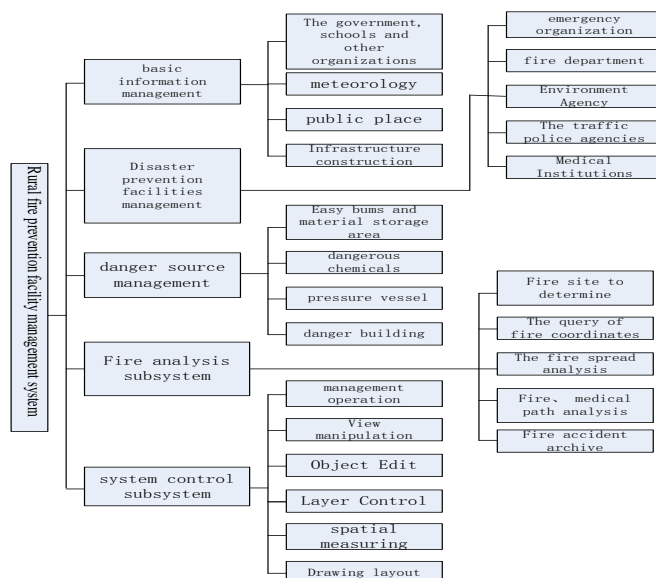 Rural fire prevention facility management system
basic
information
management
The government,
schools and
other
organizations
meteorology
public place
Infrastructure
construction
Disaster
prevention
facilities
management
emergency
organization
fire department
Environment
Agency
The traffic
police agencies
Medical
Institutions
danger source
management
Easy bums and
material storage
area
dangerous
chemicals
pressure vessel
danger building
Fire analysis
subsystem
Fire site to
determine
The query of
fire coordinates
The fire spread
analysis
Fire、 medical
path analysis
Fire accident
archive
system control
subsystem
management
operation
View
manipulation
Object Edit
Layer Control
spatial
measuring
Drawing layout